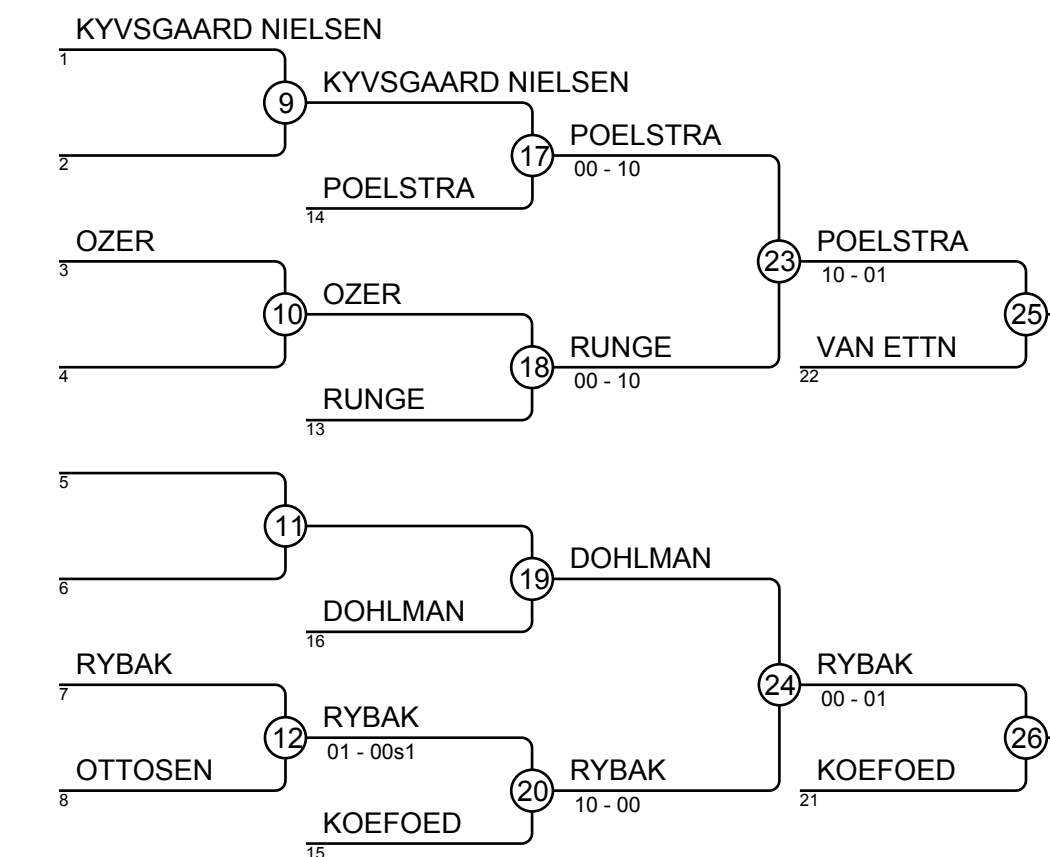 KYVSGAARD NIELSEN
1
9
KYVSGAARD NIELSEN
2
17
POELSTRA
00 - 10
POELSTRA
14
OZER
3
23
POELSTRA
10 - 01
10
OZER
25
4
18
RUNGE
00 - 10
VAN ETTN
22
RUNGE
13
5
11
6
19
DOHLMAN
DOHLMAN
16
RYBAK
7
24
RYBAK
00 - 01
12
RYBAK
01 - 00s1
26
OTTOSEN
8
20
RYBAK
10 - 00
KOEFOED
21
KOEFOED
15